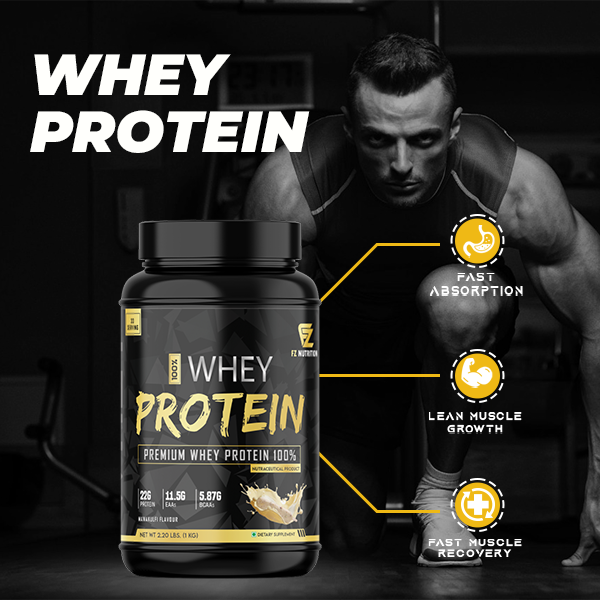 WHEY
PROTEIN
FAST
ABSORPTION
LEAN MUSCLE
GROWTH
FAST MUSCLE
RECOVERY
SERVING
FZ NUTRITION
100%
WHEY
PROTEIN
PREMIUM WHEY PROTEIN 100%
NUTRACEUTICAL PRODUCT
22G PROTEIN
11.5G EAAs
5.87G BCAAs
FLAVOUR
NET WT 2.20 LBS. (1 KG)
DIETARY SUPPLEMENT